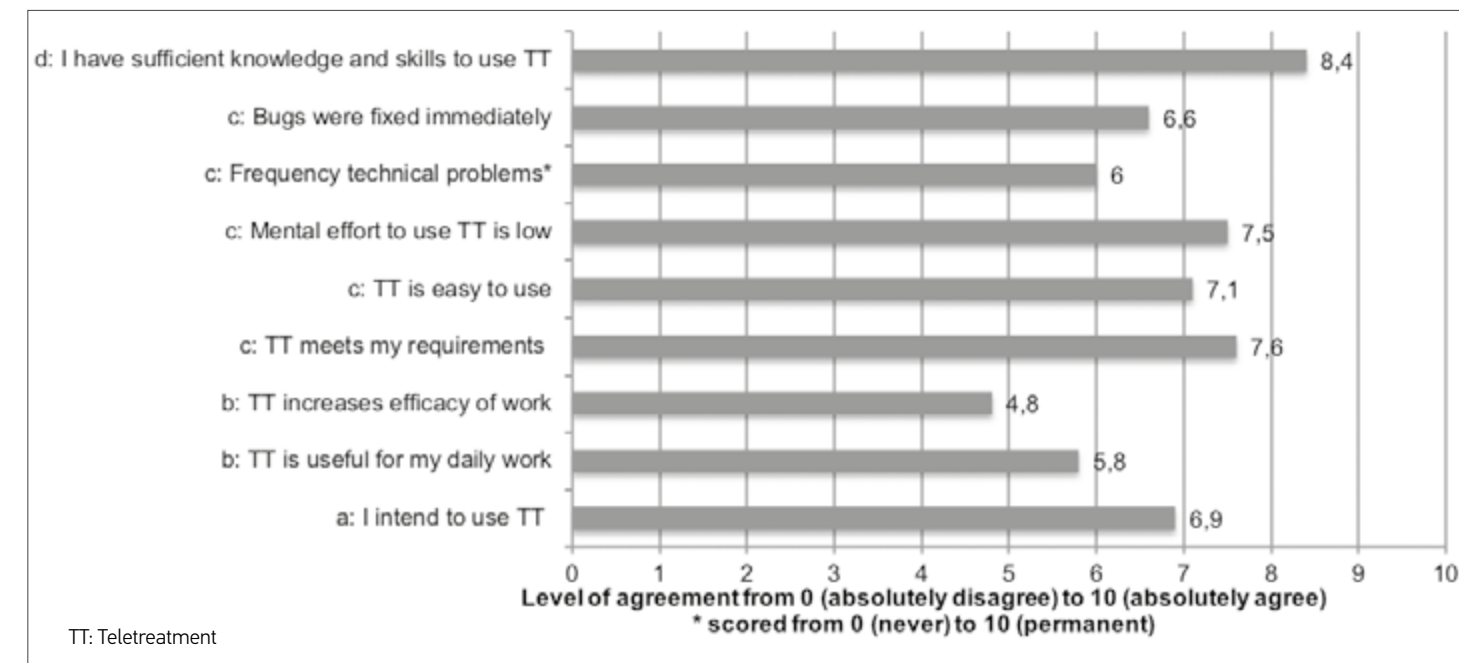 d: I have sufficient knowledge and skills to use TT
8,4
c: Bugs were fixed immediately
6,6
c: Frequency technical problems*
6
c: Mental effort to use TT is low
7,5
c: TT is easy to use
7,1
c: TT meets my requirements
7,6
b: TT increases efficacy of work
4,8
b: TT is useful for my daily work
5,8
a: I intend to use TT
6,9
0 1 2 3 4 5 6 7 8 9 10
Level of agreement from 0 (absolutely disagree) to 10 (absolutely agree)
* scored from 0 (never) to 10 (permanent)
TT: Teletreatment